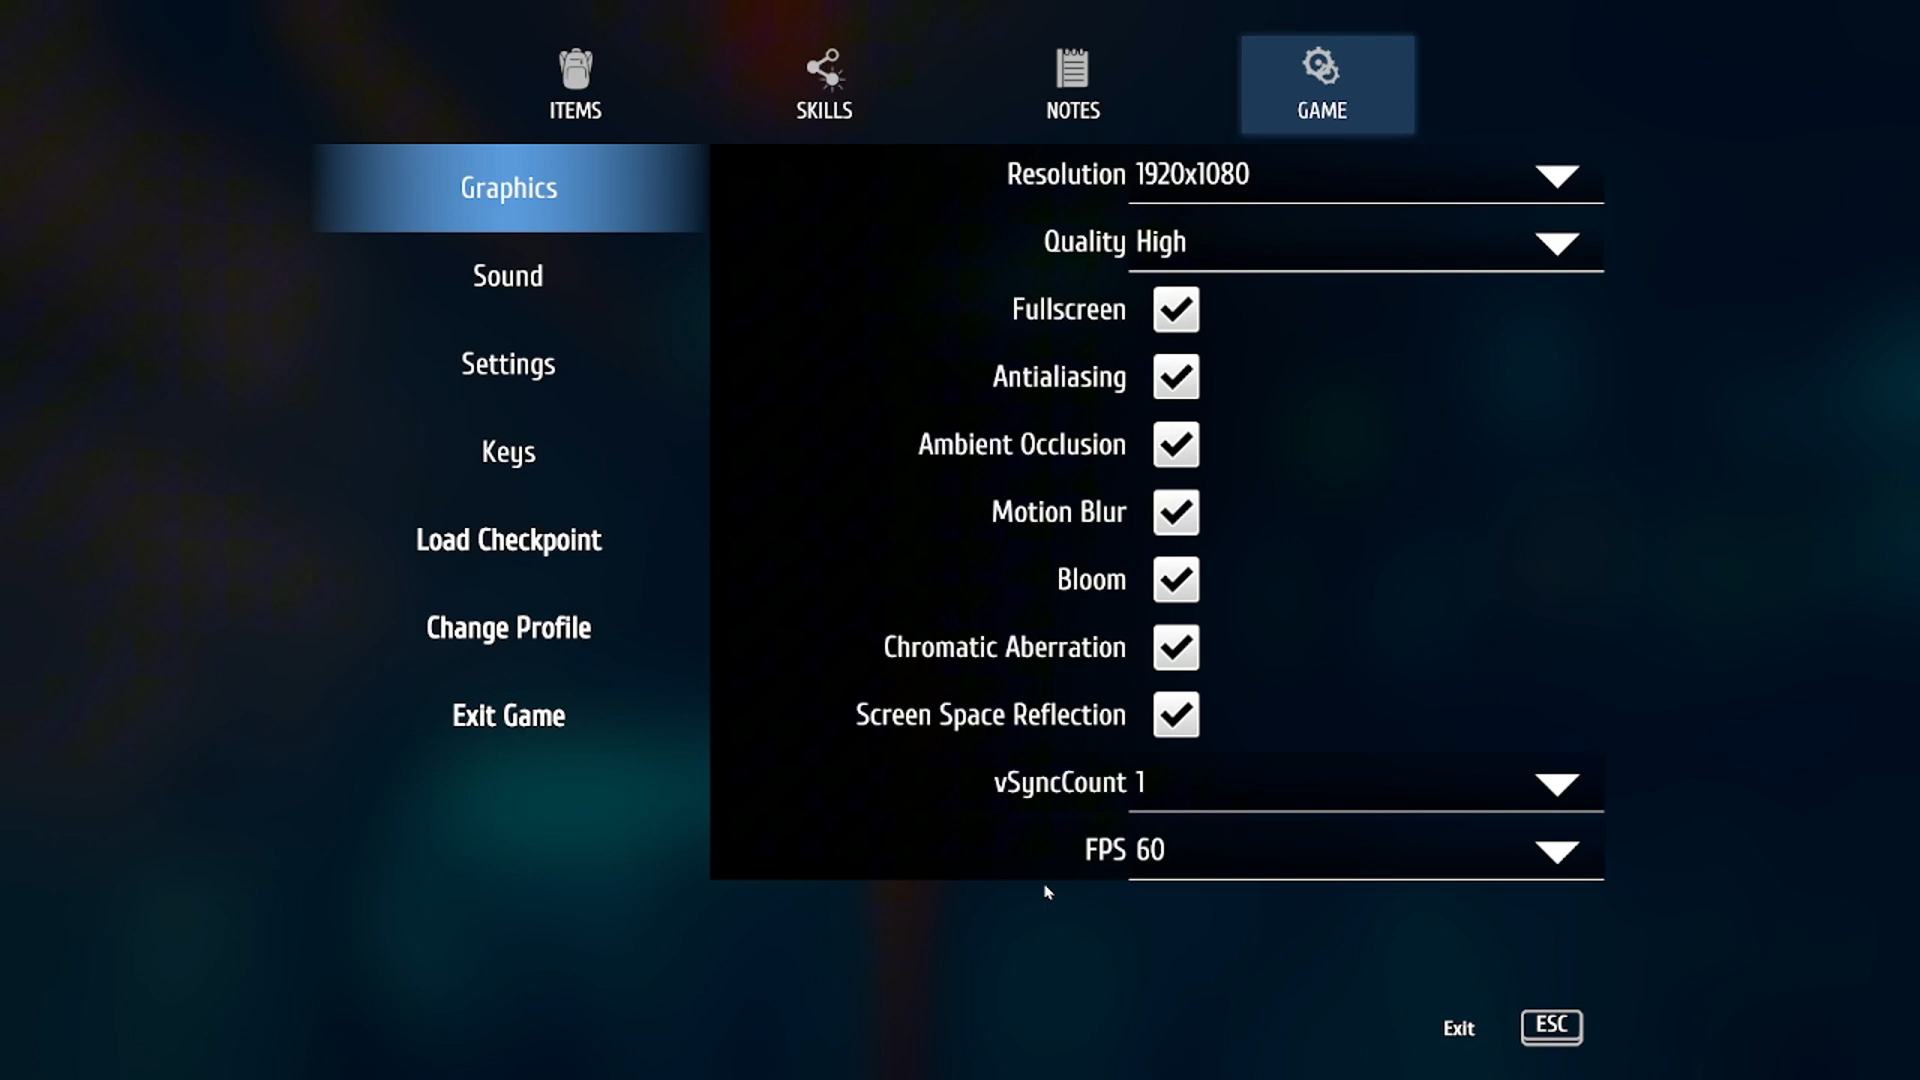 ITEMS
SKILLS
NOTES
GAME
Graphics
Sound
Settings
Keys
Load Checkpoint
Change Profile
Exit Game
Resolution 1920x1080
Quality High
Fullscreen
Antialiasing
Ambient Occlusion
Motion Blur
Bloom
Chromatic Aberration
Screen Space Reflection
vSyncCount 1
FPS 60
Exit ESC